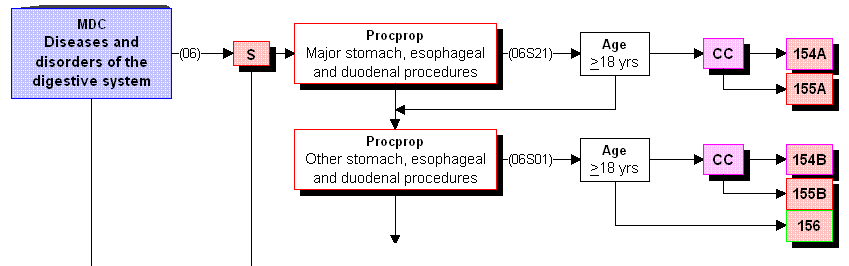 MDC
Diseases and
disorders of the
digestive system
(06)
S
Procprop
Major stomach, esophageal
and duodenal procedures
(06S21)
Age
≥18 yrs
CC
154A
155A
Procprop
Other stomach, esophageal
and duodenal procedures
(06S01)
Age
≥18 yrs
CC
154B
155B
156